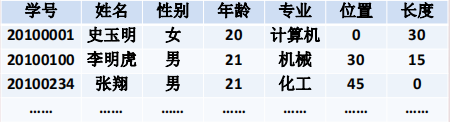 学号 姓名 性别 年龄 专业 位置 长度
20100001 史玉明 女 20 计算机 0 30
20100100 李明虎 男 21 机械 30 15
20100234 张翔 男 21 化工 45 0
…… …… …… …… …… …… ……